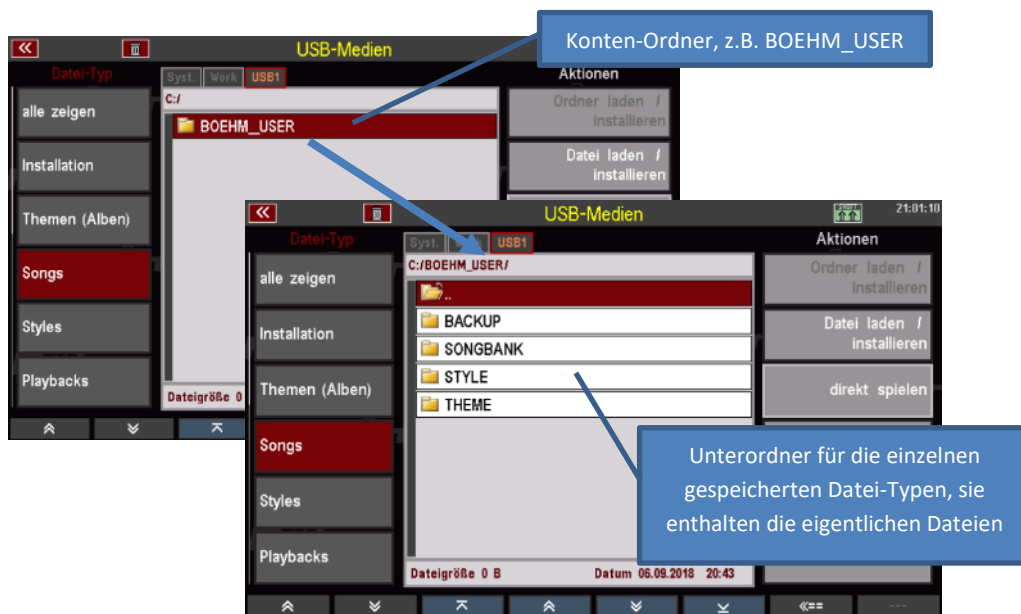 Konten-Ordner, z.B. BOEHM_USER
USB-Medien
Datei-Typ
alle zeigen
Installation
Themen (Alben)
Songs
Styles
Playbacks
Syst. Work USB1
C:/
BOEHM_USER
Dateigröße 0
Aktionen
Ordner laden /
installieren
Datei laden /
installieren
USB-Medien
21:01:10
Datei-Typ
alle zeigen
Installation
Themen (Alben)
Songs
Styles
Playbacks
Syst. Work USB1
C:/BOEHM_USER/
..
BACKUP
SONGBANK
STYLE
THEME
Dateigröße 0 B Datum 06.09.2018 20:43
Aktionen
Ordner laden /
installieren
Datei laden /
installieren
direkt spielen
«==
---
Unterordner für die einzelnen
gespeicherten Datei-Typen, sie
enthalten die eigentlichen Dateien